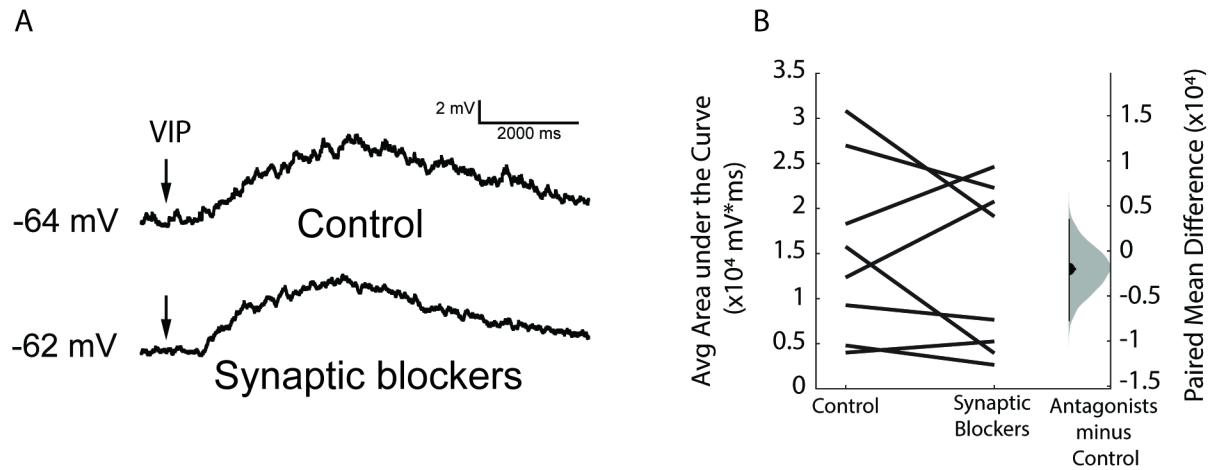 A
VIP
2 mV
2000 ms
-64 mV
Control
-62 mV
Synaptic blockers
B
Avg Area under the Curve
(x10⁴ mV*ms)
3.5
3
2.5
2
1.5
1
0.5
0
Control
Synaptic
Blockers
Antagonists
minus
Control
1.5
1
0.5
0
-0.5
-1
-1.5
Paired Mean Difference (x10⁴)